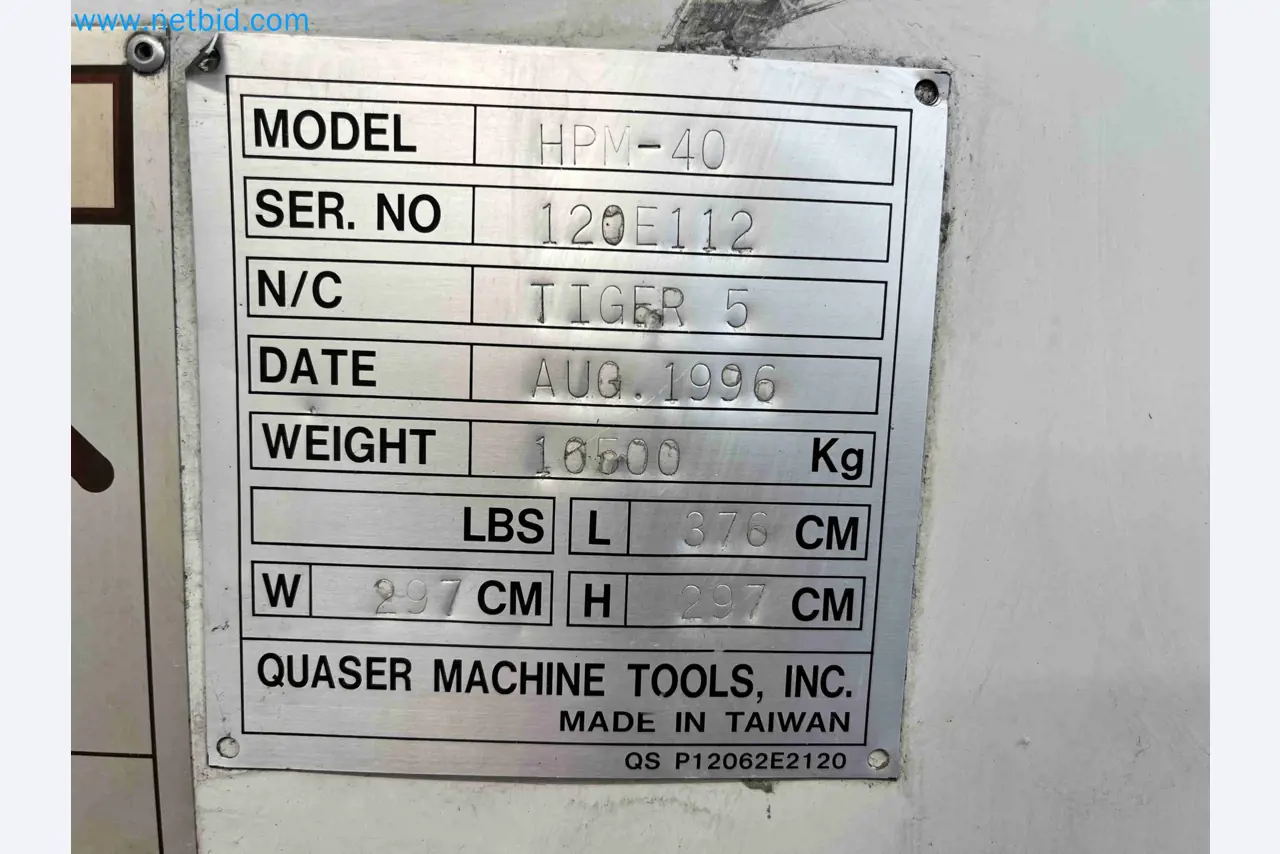 www.netbid.com
MODEL HPM-40
SER. NO 120E112
N/C TIGER 5
DATE AUG.1996
WEIGHT 10500 Kg
LBS L 376 CM
W 297 CM H 297 CM
QUASER MACHINE TOOLS, INC.
MADE IN TAIWAN
QS P12062E2120